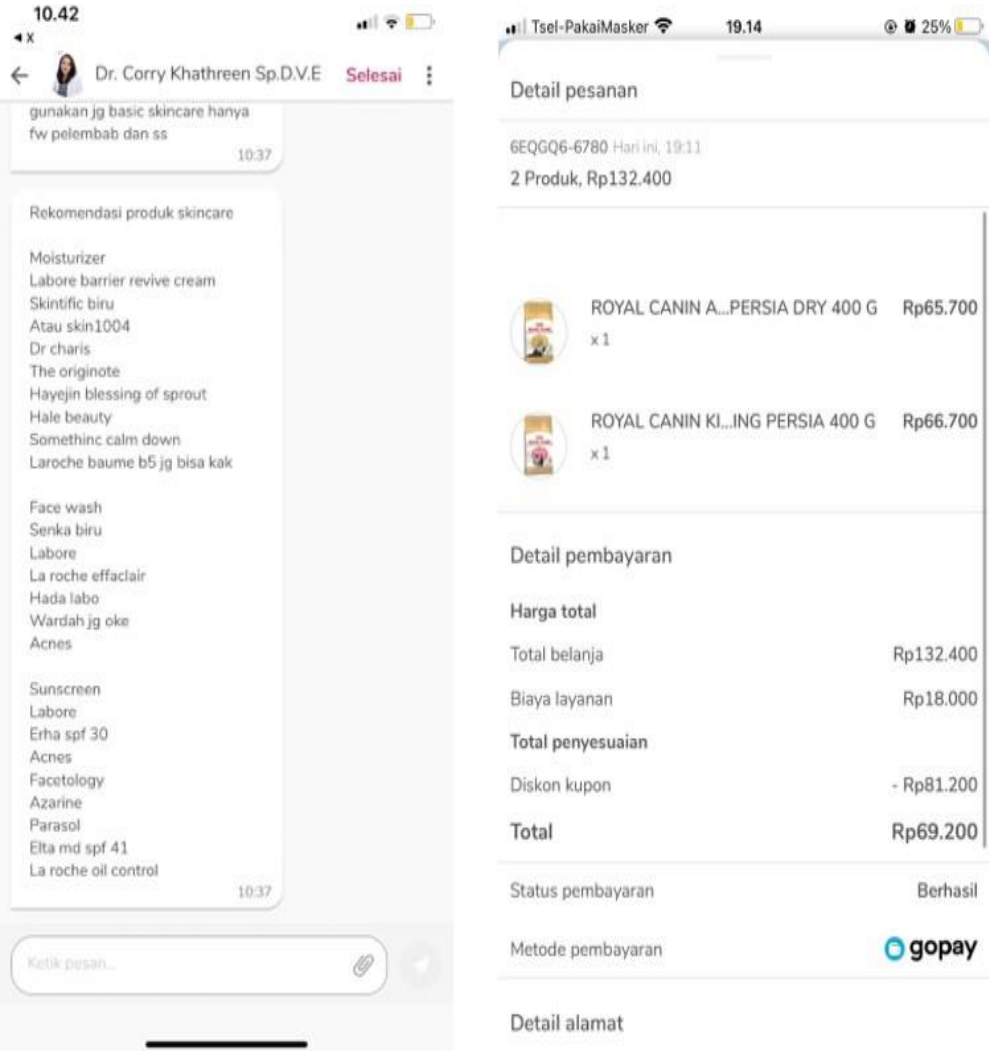 10.42
X
Dr. Corry Khathreen Sp.D.V.E Selesai
gunakan jg basic skincare hanya
fw pelembab dan ss
10:37
Rekomendasi produk skincare
Moisturizer
Labore barrier revive cream
Skintific biru
Atau skin1004
Dr charis
The originote
Hayejin blessing of sprout
Hale beauty
Somethinc calm down
Laroche baume b5 jg bisa kak
Face wash
Senka biru
Labore
La roche effaclair
Hada labo
Wardah jg oke
Acnes
Sunscreen
Labore
Erha spf 30
Acnes
Facetology
Azarine
Parasol
Elta md spf 41
La roche oil control
10:37
Ketik pesan...
Tsel-PakaiMasker 19.14 25%
Detail pesanan
6EQGQ6-6780 Hari ini, 19:11
2 Produk, Rp132.400
ROYAL CANIN A...PERSIA DRY 400 G Rp65.700
x 1
ROYAL CANIN KI...ING PERSIA 400 G Rp66.700
x 1
Detail pembayaran
Harga total
Total belanja Rp132.400
Biaya layanan Rp18.000
Total penyesuaian
Diskon kupon - Rp81.200
Total Rp69.200
Status pembayaran Berhasil
Metode pembayaran gopay
Detail alamat